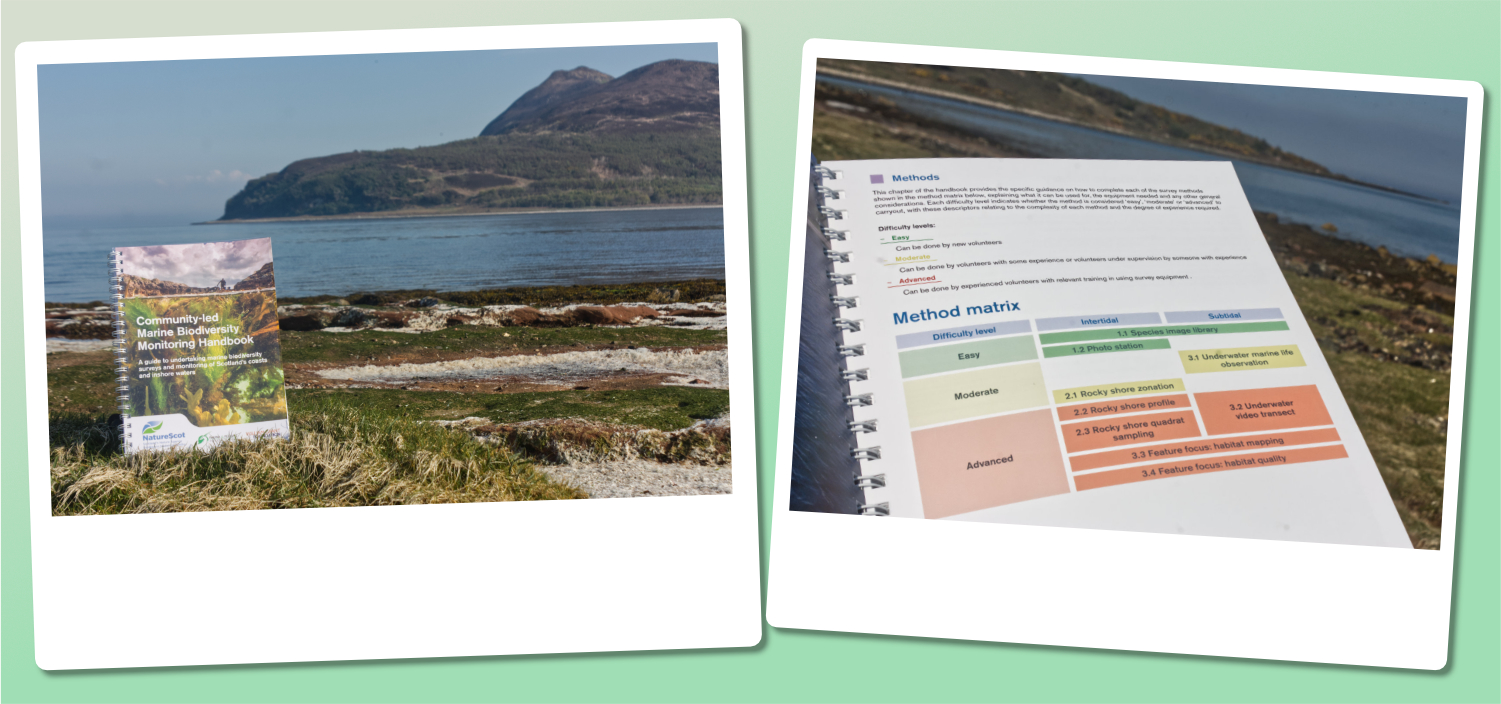 Community-led
Marine Biodiversity
Monitoring Handbook
A guide to undertaking marine biodiversity
surveys and monitoring of Scotland's coasts
and inshore waters
NatureScot
Methods
This chapter of the handbook provides the specific guidance on how to complete each of the survey methods
shown in the method matrix below, explaining what it can be used for, the equipment needed and any other general
considerations. Each difficulty level indicates whether the method is considered 'easy', 'moderate' or 'advanced' to
carryout, with these descriptors relating to the complexity of each method and the degree of experience required.
Difficulty levels:
– Easy
Can be done by new volunteers
– Moderate
Can be done by volunteers with some experience or volunteers under supervision by someone with experience
– Advanced
Can be done by experienced volunteers with relevant training in using survey equipment .
Method matrix
Difficulty level
Intertidal
Subtidal
Easy
1.1 Species image library
1.2 Photo station
Moderate
3.1 Underwater marine life
observation
2.1 Rocky shore zonation
Advanced
2.2 Rocky shore profile
2.3 Rocky shore quadrat
sampling
3.2 Underwater
video transect
3.3 Feature focus: habitat mapping
3.4 Feature focus: habitat quality